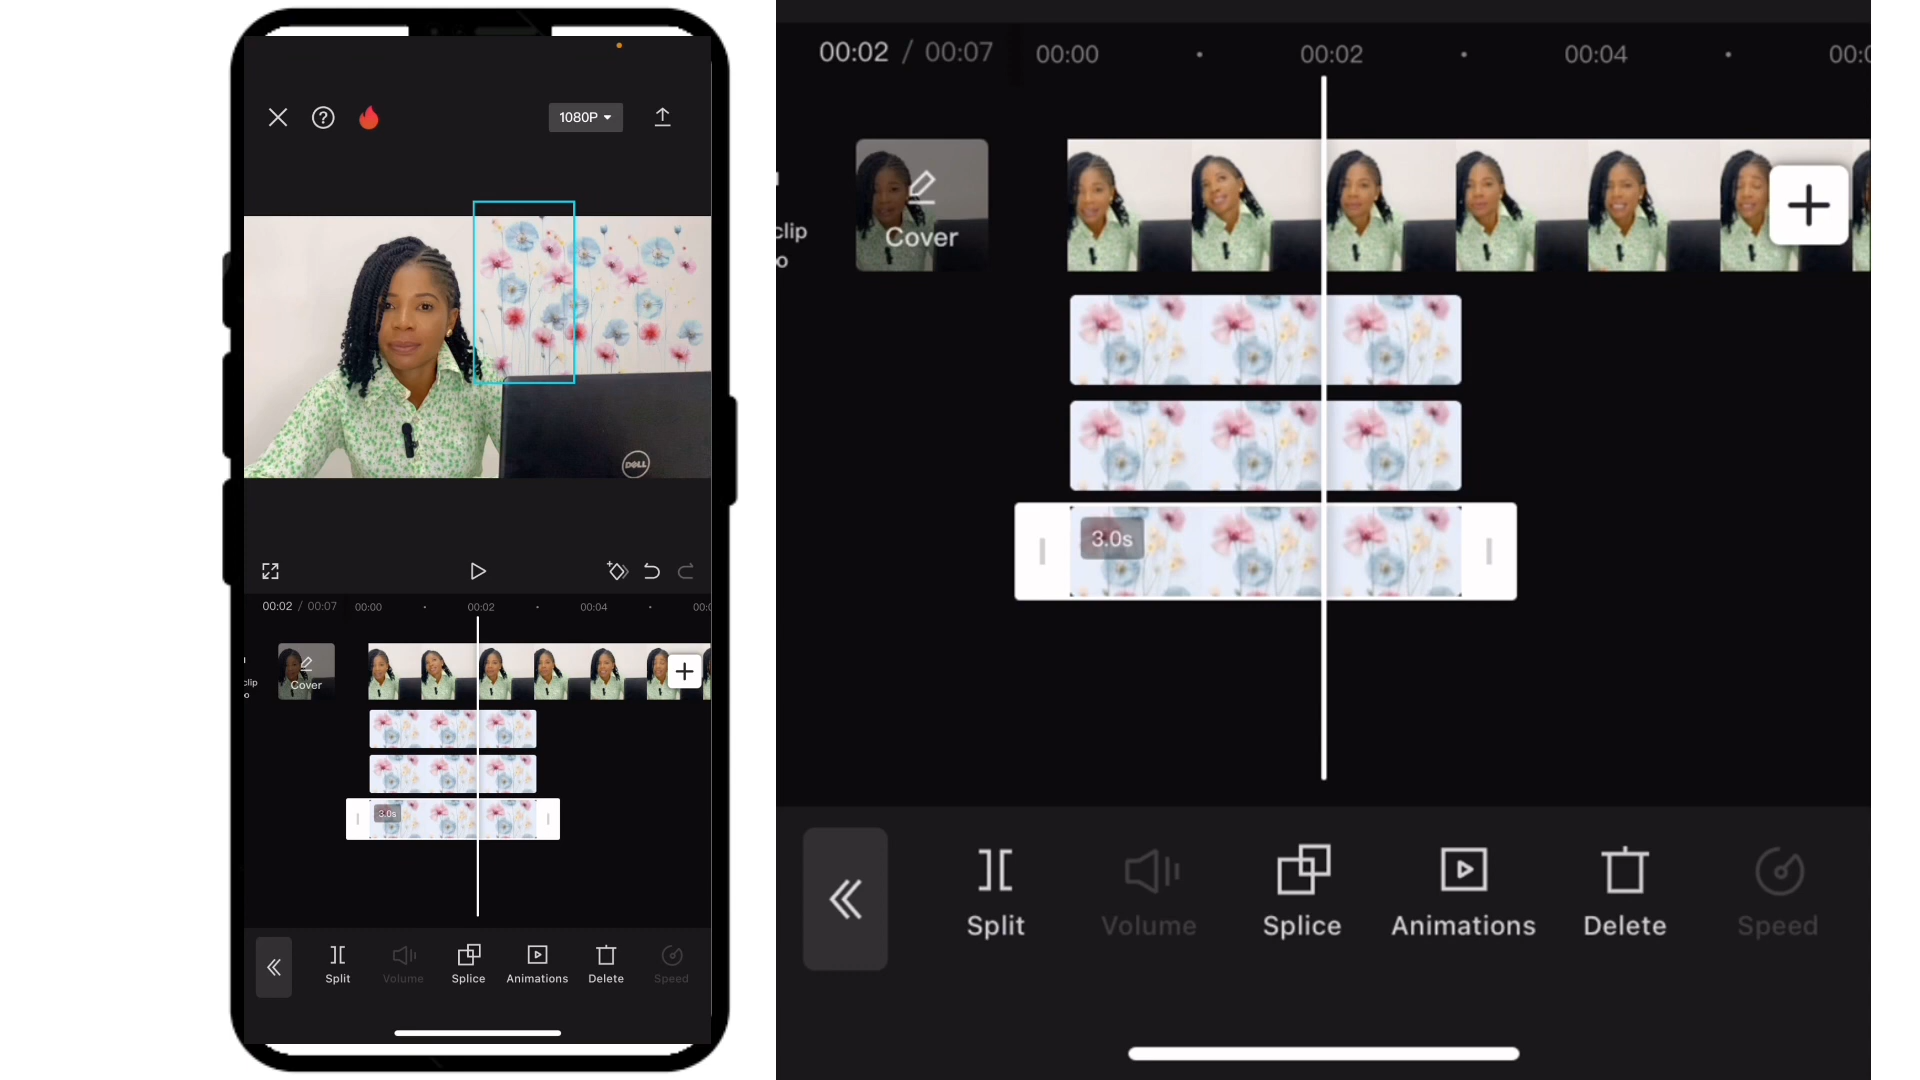 1080P
DELL
00:02 / 00:07 00:00 00:02 00:04
clip
o
Cover
3.0s
Split Volume Splice Animations Delete Speed
00:02 / 00:07 00:00 00:02 00:04
clip
o
Cover
3.0s
Split Volume Splice Animations Delete Speed